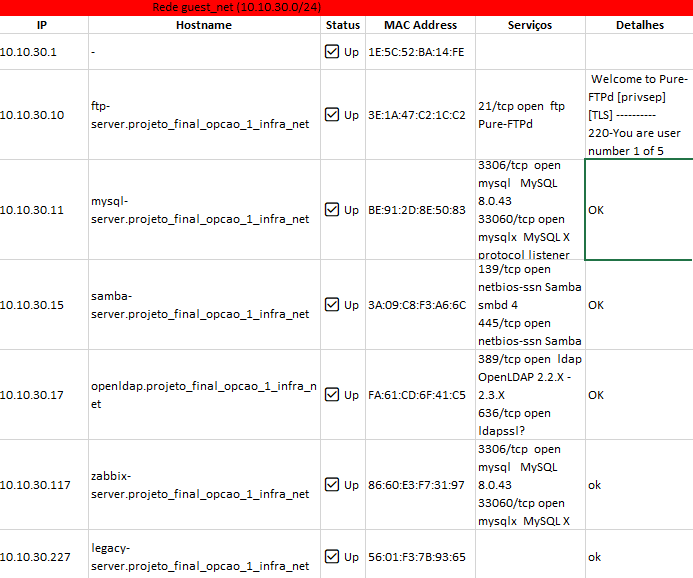 Rede guest_net (10.10.30.0/24)
IP Hostname Status MAC Address Serviços Detalhes
10.10.30.1 - Up 1E:5C:52:BA:14:FE
10.10.30.10
ftp-
server.projeto_final_opcao_1_infra_net
Up 3E:1A:47:C2:1C:C2
21/tcp open ftp
Pure-FTPd
Welcome to Pure-
FTPd [privsep]
[TLS] ----------
220-You are user
number 1 of 5
10.10.30.11
mysql-
server.projeto_final_opcao_1_infra_net
Up BE:91:2D:8E:50:83
3306/tcp open
mysql MySQL
8.0.43
33060/tcp open
mysqlx MySQL X
protocol listener
OK
10.10.30.15
samba-
server.projeto_final_opcao_1_infra_net
Up 3A:09:C8:F3:A6:6C
139/tcp open
netbios-ssn Samba
smbd 4
445/tcp open
netbios-ssn Samba
OK
10.10.30.17
openldap.projeto_final_opcao_1_infra_n
et
Up FA:61:CD:6F:41:C5
389/tcp open ldap
OpenLDAP 2.2.X -
2.3.X
636/tcp open
ldapssl?
OK
10.10.30.117
zabbix-
server.projeto_final_opcao_1_infra_net
Up 86:60:E3:F7:31:97
3306/tcp open
mysql MySQL
8.0.43
33060/tcp open
mysqlx MySQL X
ok
10.10.30.227
legacy-
server.projeto_final_opcao_1_infra_net
Up 56:01:F3:7B:93:65
ok